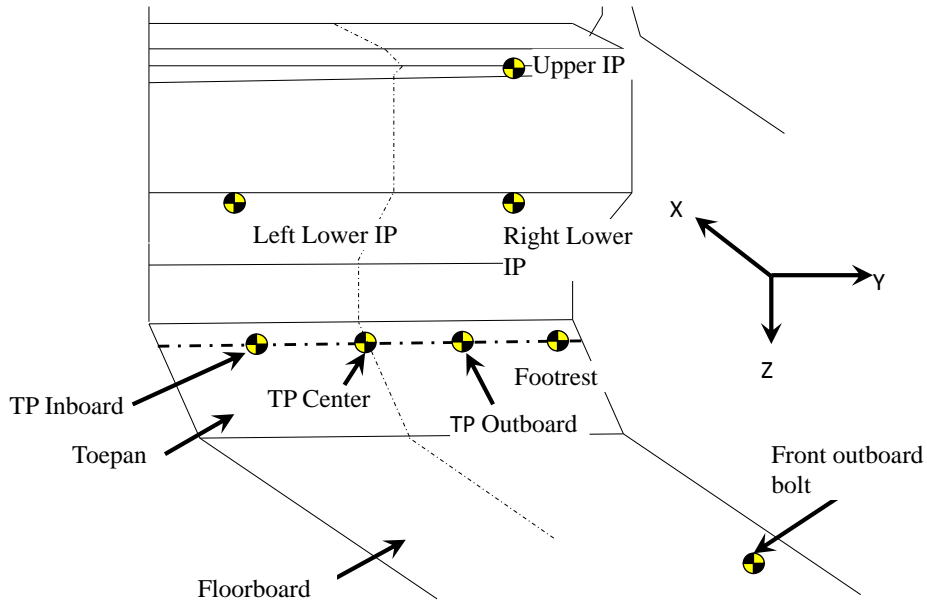 Upper IP
Left Lower IP
Right Lower
IP
X
Y
Z
TP Inboard
TP Center
TP Outboard
Footrest
Toepan
Front outboard
bolt
Floorboard